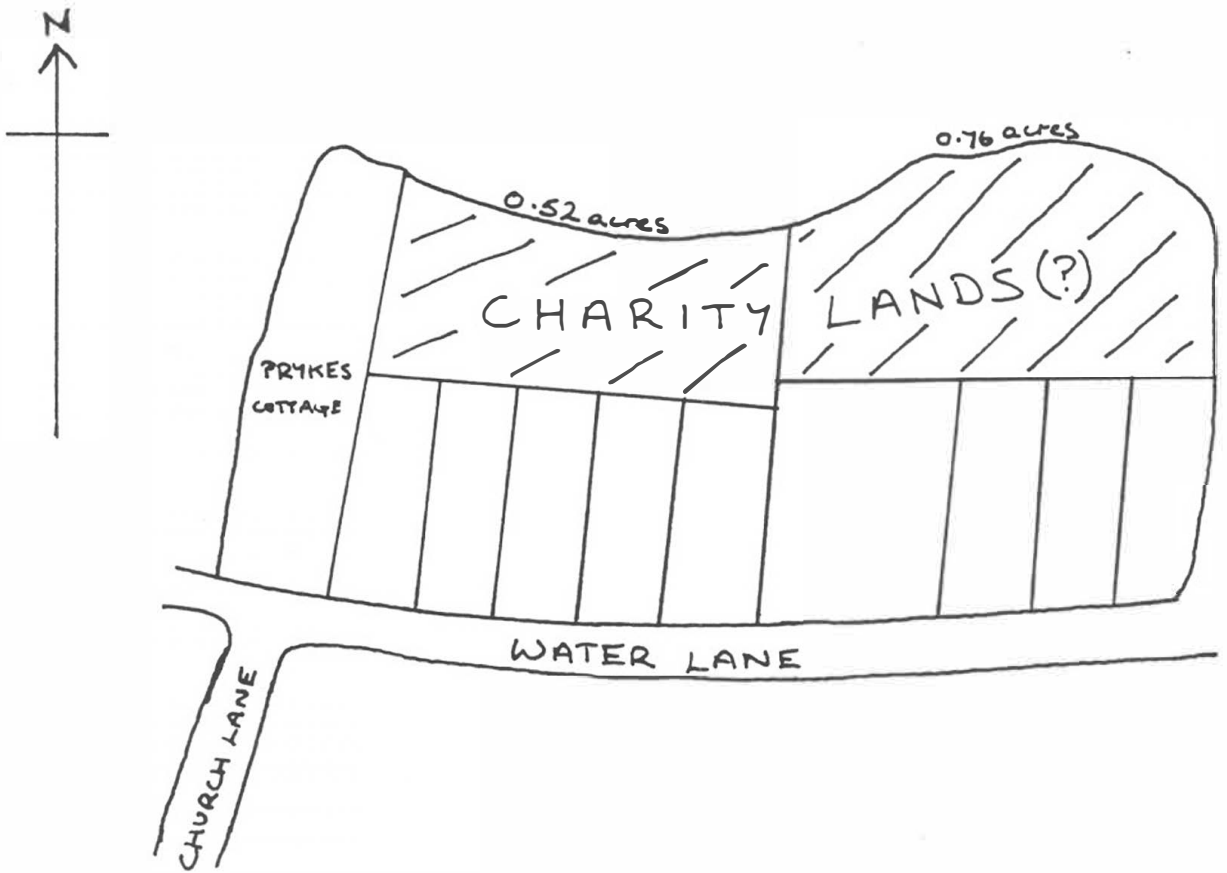 N
0.76 acres
0.52 acres
CHARITY LANDS (?)
PRYKES
COTTAGE
WATER LANE
CHURCH LANE